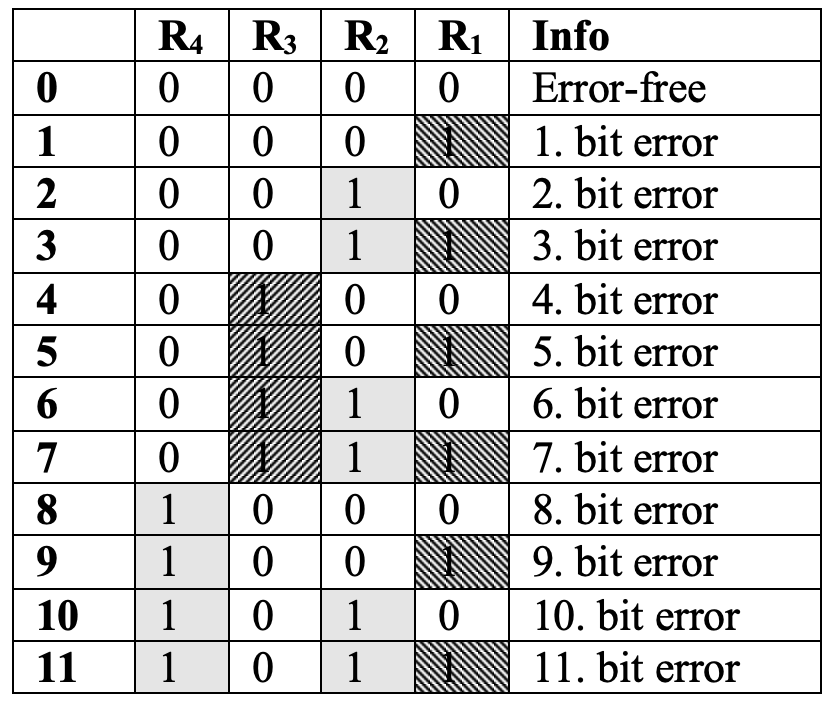 R4 R3 R2 R1 Info
0 0 0 0 0 Error-free
1 0 0 0 1 1. bit error
2 0 0 1 0 2. bit error
3 0 0 1 1 3. bit error
4 0 1 0 0 4. bit error
5 0 1 0 1 5. bit error
6 0 1 1 0 6. bit error
7 0 1 1 1 7. bit error
8 1 0 0 0 8. bit error
9 1 0 0 1 9. bit error
10 1 0 1 0 10. bit error
11 1 0 1 1 11. bit error